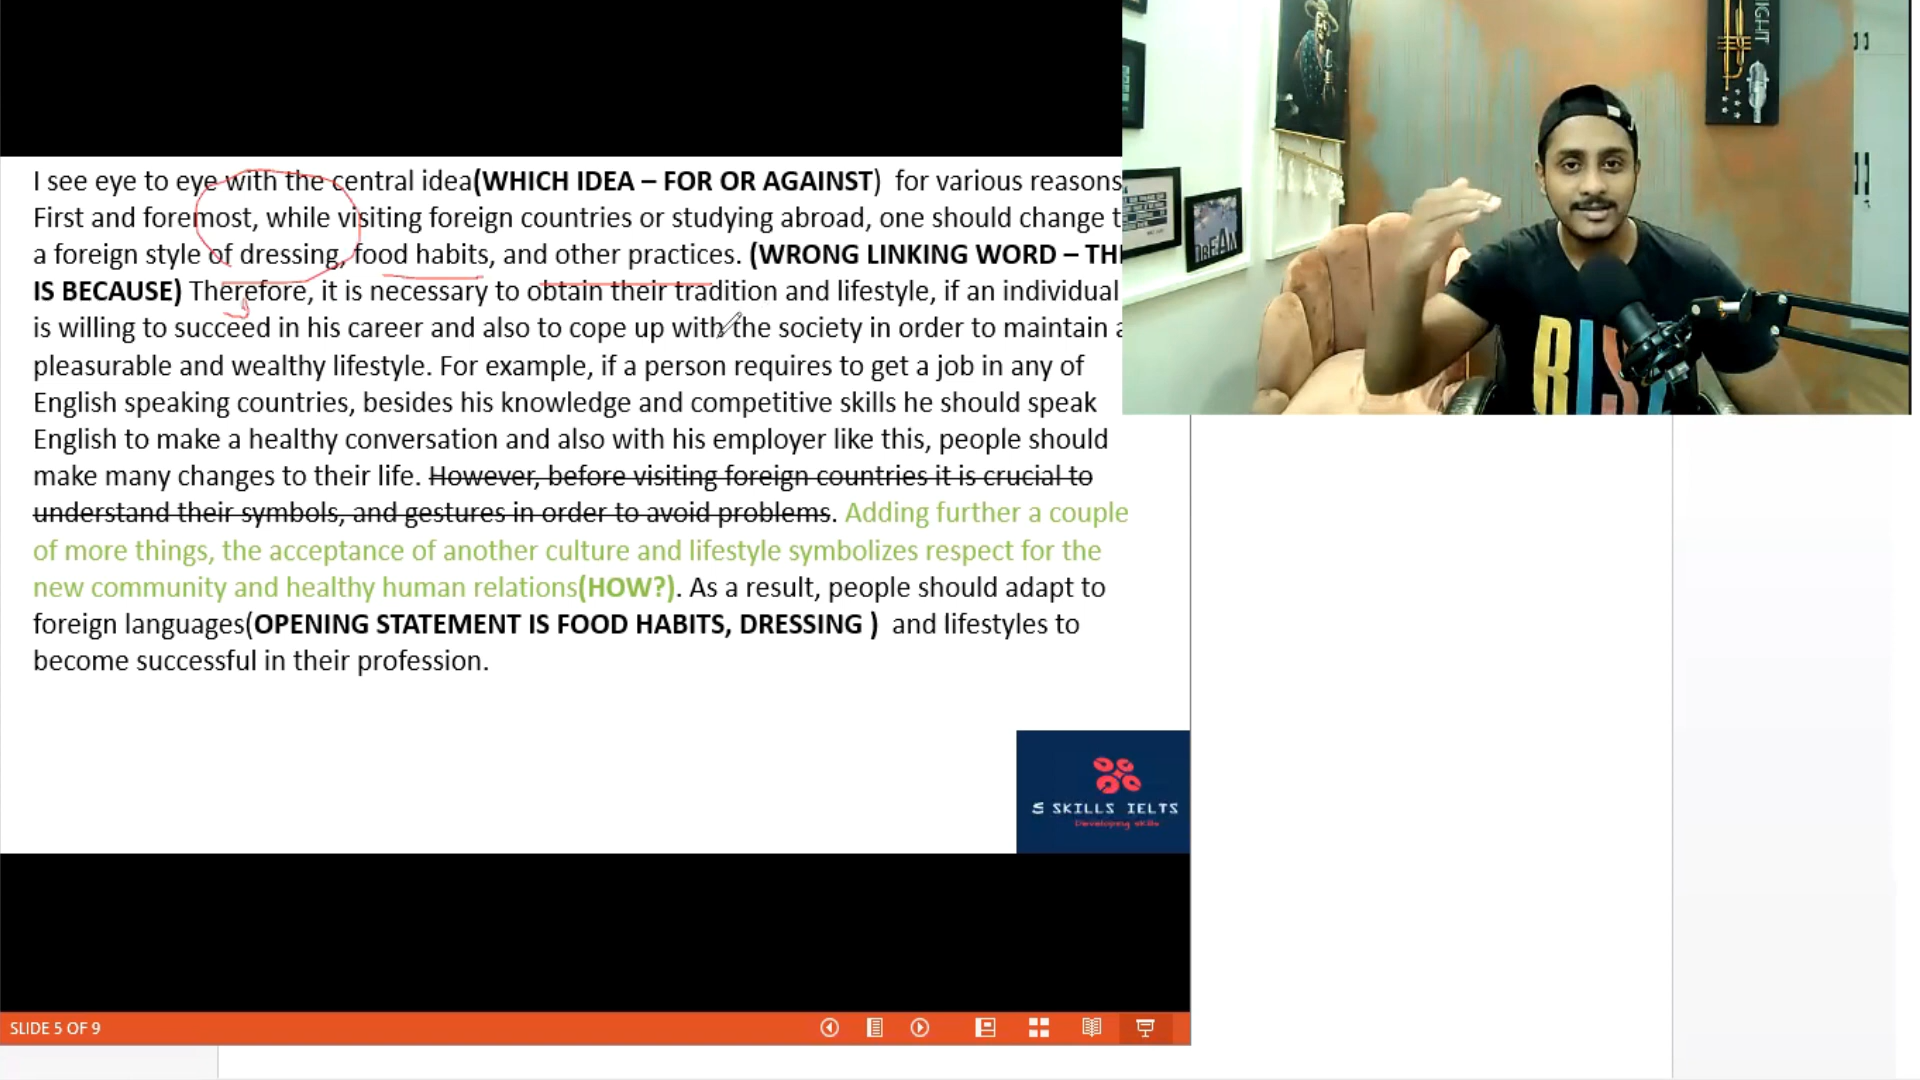 I see eye to eye with the central idea(WHICH IDEA – FOR OR AGAINST)  for various reasons
First and foremost, while visiting foreign countries or studying abroad, one should change
a foreign style of dressing, food habits, and other practices. (WRONG LINKING WORD –
IS BECAUSE) Therefore, it is necessary to obtain their tradition and lifestyle, if an individual
is willing to succeed in his career and also to cope up with the society in order to maintain
pleasurable and wealthy lifestyle. For example, if a person requires to get a job in any of
English speaking countries, besides his knowledge and competitive skills he should speak
English to make a healthy conversation and also with his employer like this, people should
make many changes to their life. However, before visiting foreign countries it is crucial to
understand their symbols, and gestures in order to avoid problems. Adding further a couple
of more things, the acceptance of another culture and lifestyle symbolizes respect for the
new community and healthy human relations(HOW?). As a result, people should adapt to
foreign languages(OPENING STATEMENT IS FOOD HABITS, DRESSING )  and lifestyles to
become successful in their profession.
5 SKILLS IELTS
Developing skills
SLIDE 5 OF 9
DREAM